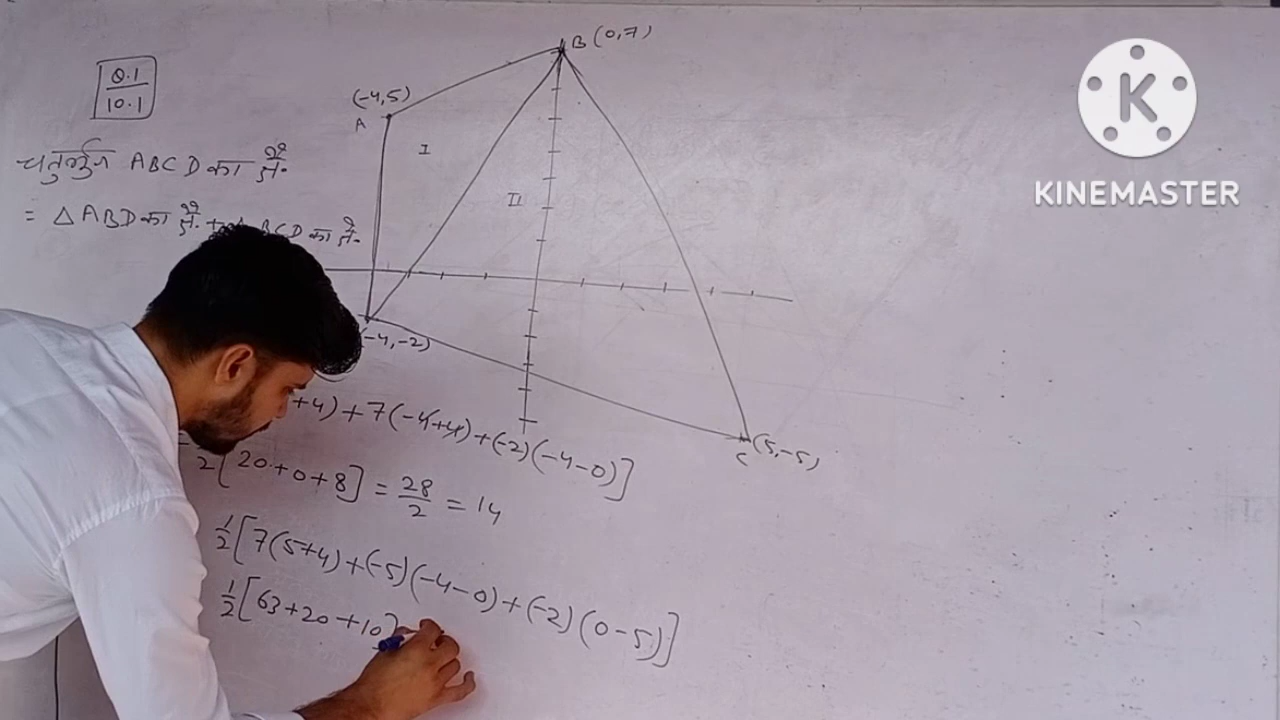 Q.1
10.1
चतुर्भुज ABCD का क्षे॰
= △ABD का क्षे॰ + BCD का क्षे॰
B(0,7)
(-4,5)
A
I
II
-4,-2)
C(5,-5)
+4)+7(-4+4)+(-2)(-4-0)]
= 1/2[20+0+8] = 28/2 = 14
1/2[7(5+4)+(-5)(-4-0)+(-2)(0-5)]
1/2[63+20+10]
K
KINEMASTER